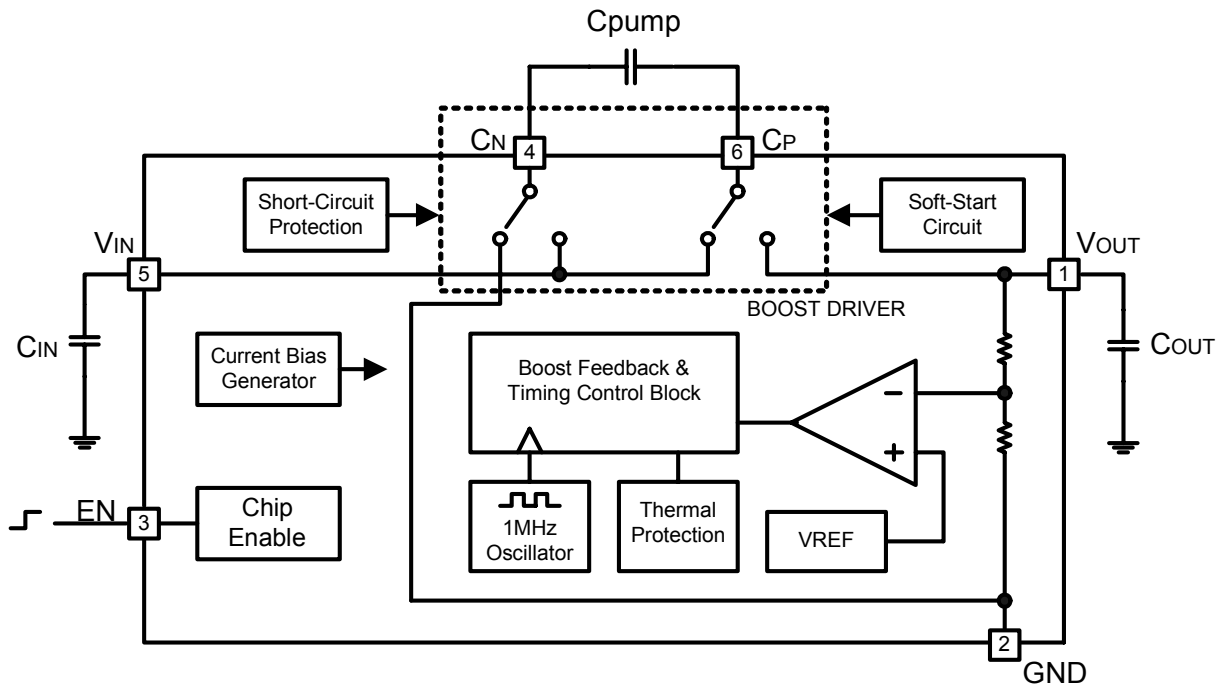 Cpump
CN
4
6
CP
Short-Circuit
Protection
Soft-Start
Circuit
VIN
5
VOUT
1
BOOST DRIVER
CIN
COUT
Current Bias
Generator
Boost Feedback &
Timing Control Block
-
+
EN
3
Chip
Enable
1MHz
Oscillator
Thermal
Protection
VREF
2
GND